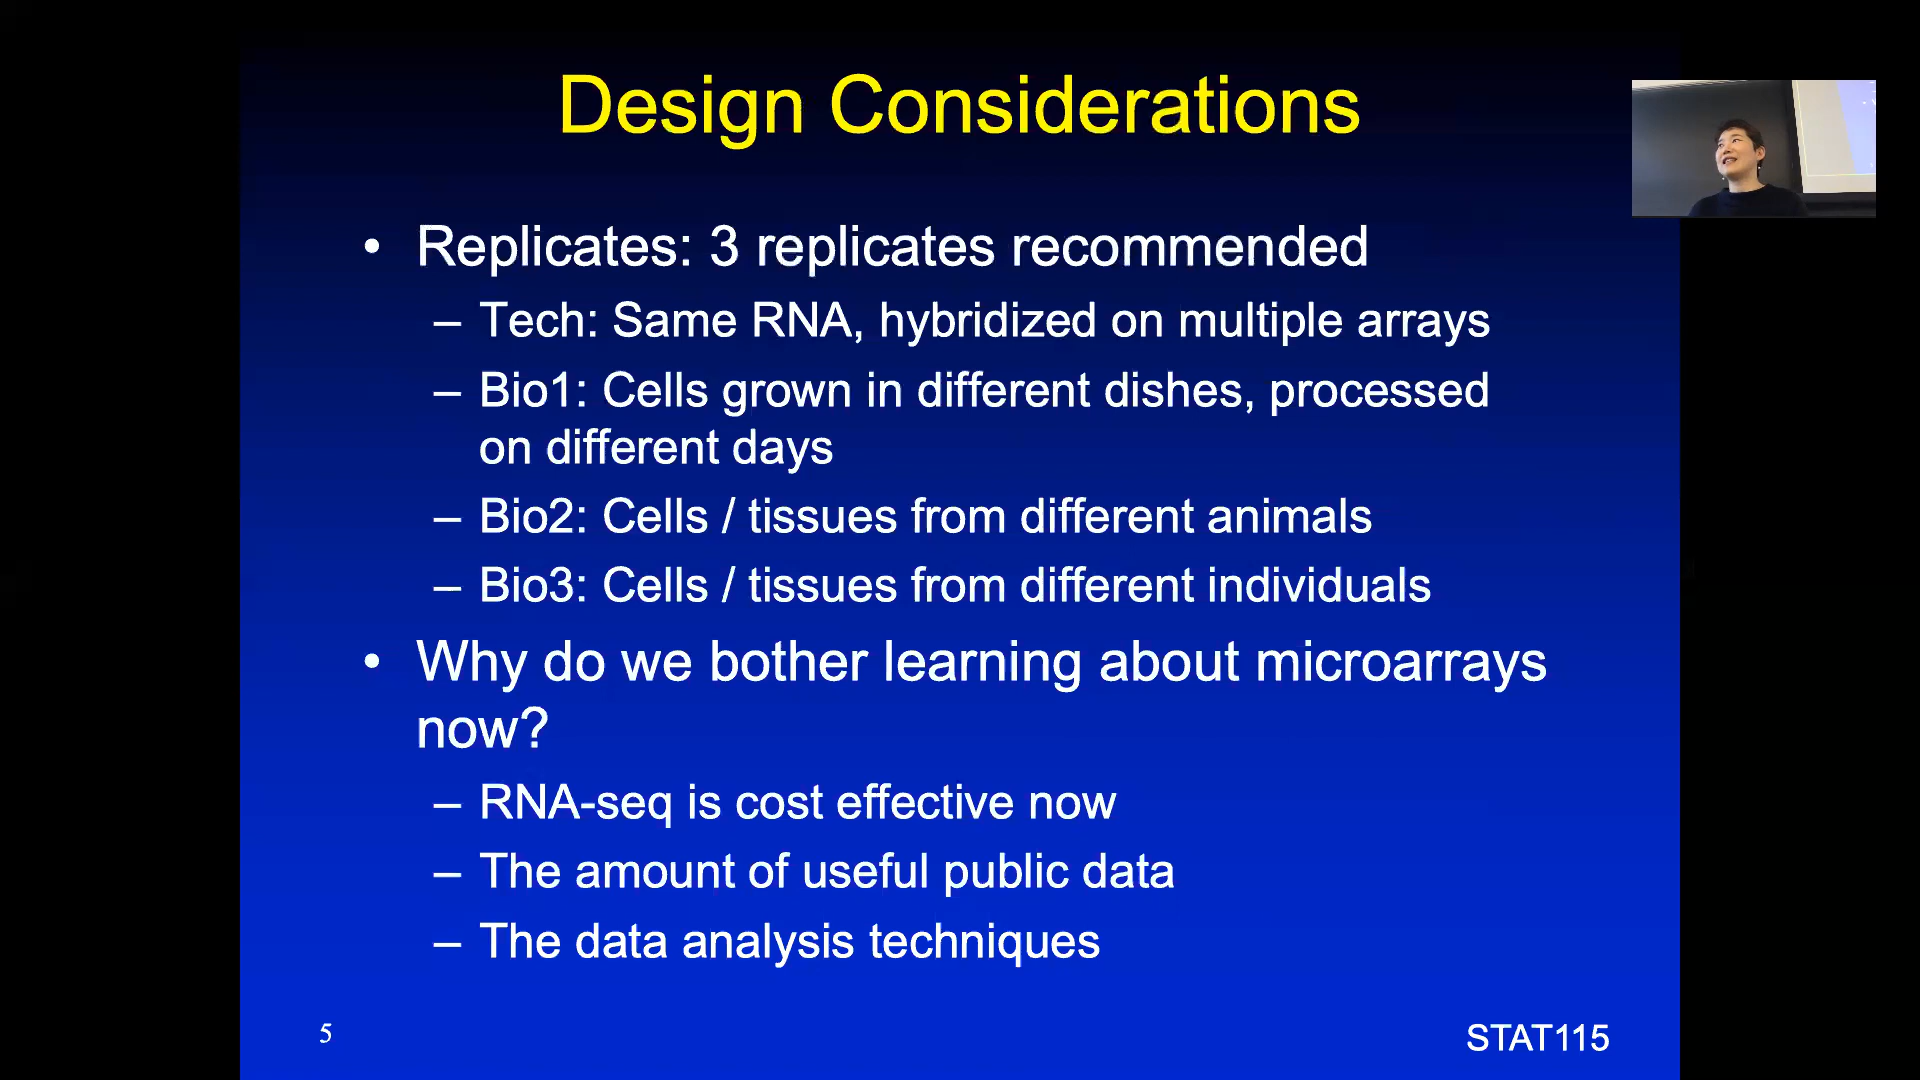 Design Considerations
• Replicates: 3 replicates recommended
– Tech: Same RNA, hybridized on multiple arrays
– Bio1: Cells grown in different dishes, processed
on different days
– Bio2: Cells / tissues from different animals
– Bio3: Cells / tissues from different individuals
• Why do we bother learning about microarrays
now?
– RNA-seq is cost effective now
– The amount of useful public data
– The data analysis techniques
5
STAT115